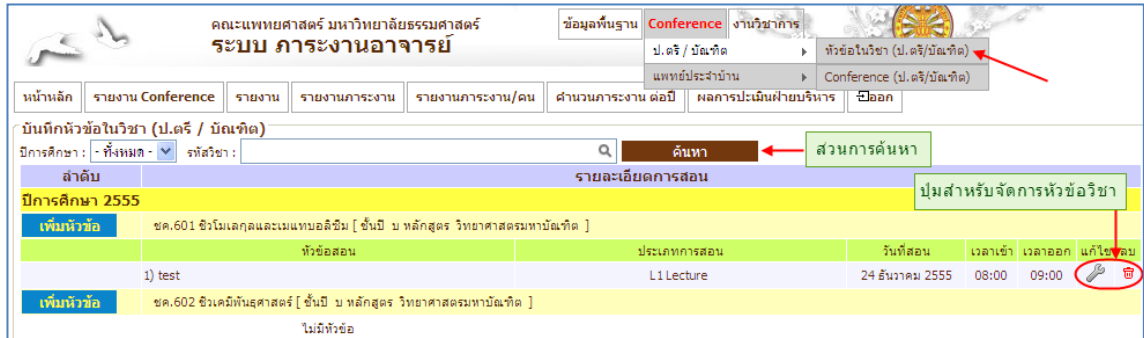 คณะแพทยศาสตร์ มหาวิทยาลัยธรรมศาสตร์
ระบบ ภาระงานอาจารย์
ข้อมูลพื้นฐาน Conference งานวิชาการ
ป.ตรี / บัณฑิต
หัวข้อในวิชา (ป.ตรี/บัณฑิต)
แพทย์ประจำบ้าน
Conference (ป.ตรี/บัณฑิต)
หน้าหลัก รายงาน Conference รายงาน รายงานภาระงาน รายงานภาระงาน/คน คำนวนภาระงาน ต่อปี ผลการประเมินฝ่ายบริหาร ออก
บันทึกหัวข้อในวิชา (ป.ตรี / บัณฑิต)
ปีการศึกษา : - ทั้งหมด - รหัสวิชา : ค้นหา
ส่วนการค้นหา
ลำดับ รายละเอียดการสอน
ปุ่มสำหรับจัดการหัวข้อวิชา
ปีการศึกษา 2555
เพิ่มหัวข้อ ชค.601 ชีวโมเลกุลและเมแทบอลิซึม [ ชั้นปี บ หลักสูตร วิทยาศาสตรมหาบัณฑิต ]
หัวข้อสอน ประเภทการสอน วันที่สอน เวลาเข้า เวลาออก แก้ไข ลบ
1) test L1 Lecture 24 ธันวาคม 2555 08:00 09:00
เพิ่มหัวข้อ ชค.602 ชีวเคมีพันธุศาสตร์ [ ชั้นปี บ หลักสูตร วิทยาศาสตรมหาบัณฑิต ]
ไม่มีหัวข้อ